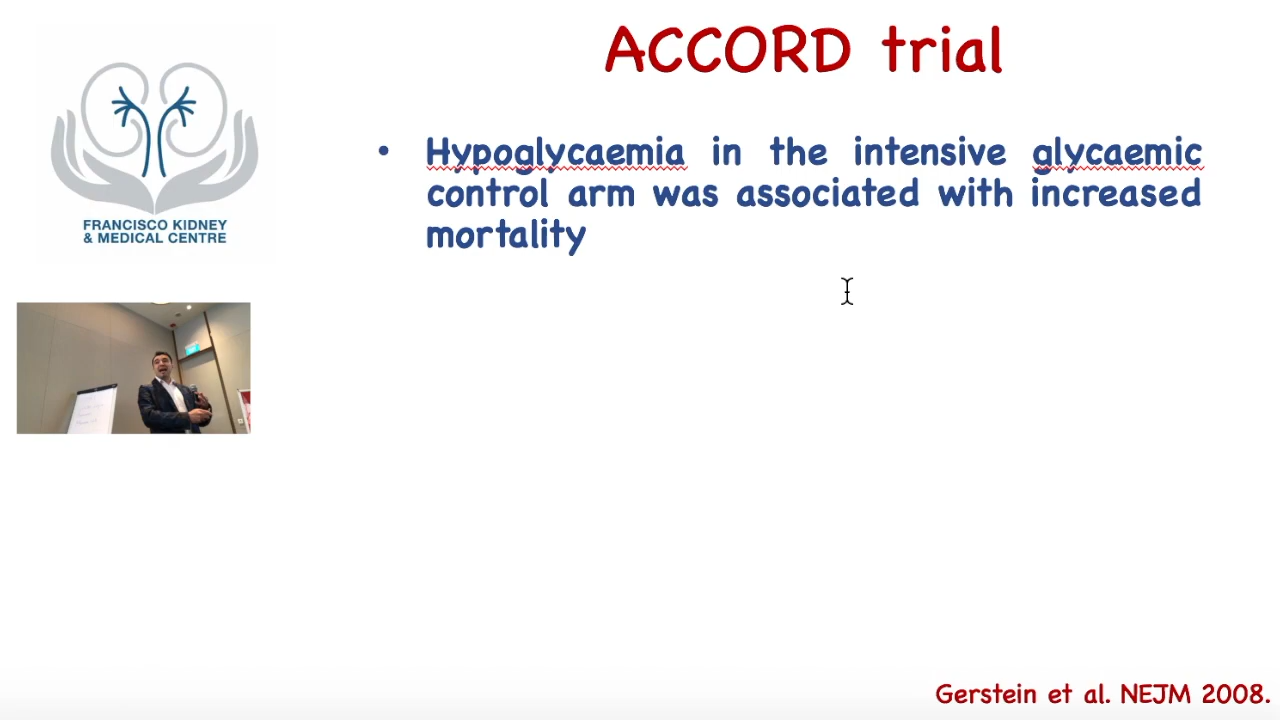 ACCORD trial
• Hypoglycaemia in the intensive glycaemic
control arm was associated with increased
mortality
FRANCISCO KIDNEY
& MEDICAL CENTRE
Gerstein et al. NEJM 2008.